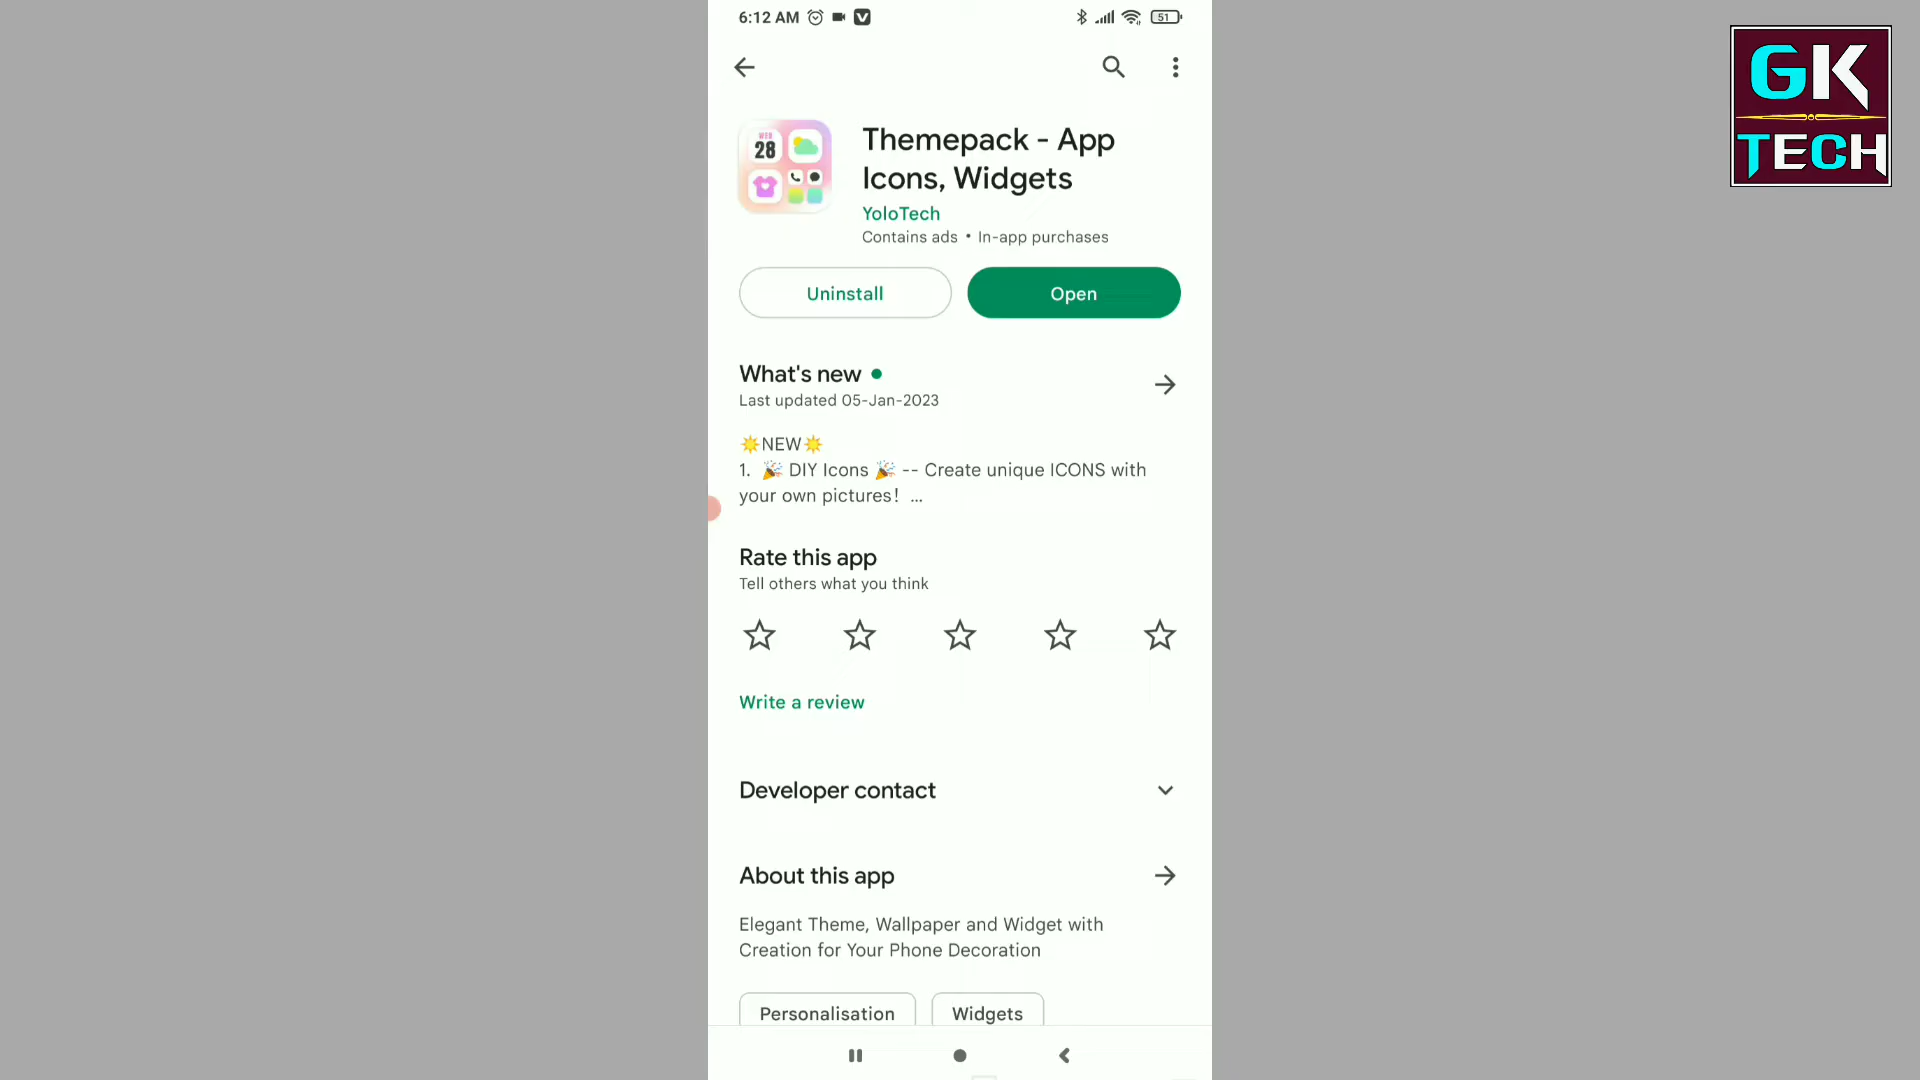 6:12 AM
V
51
GK
TECH
WED
28
Themepack - App
Icons, Widgets
YoloTech
Contains ads • In-app purchases
Uninstall
Open
What's new
Last updated 05-Jan-2023
🌟NEW🌟
1. 🎉 DIY Icons 🎉 -- Create unique ICONS with
your own pictures! ...
Rate this app
Tell others what you think
Write a review
Developer contact
About this app
Elegant Theme, Wallpaper and Widget with
Creation for Your Phone Decoration
Personalisation
Widgets